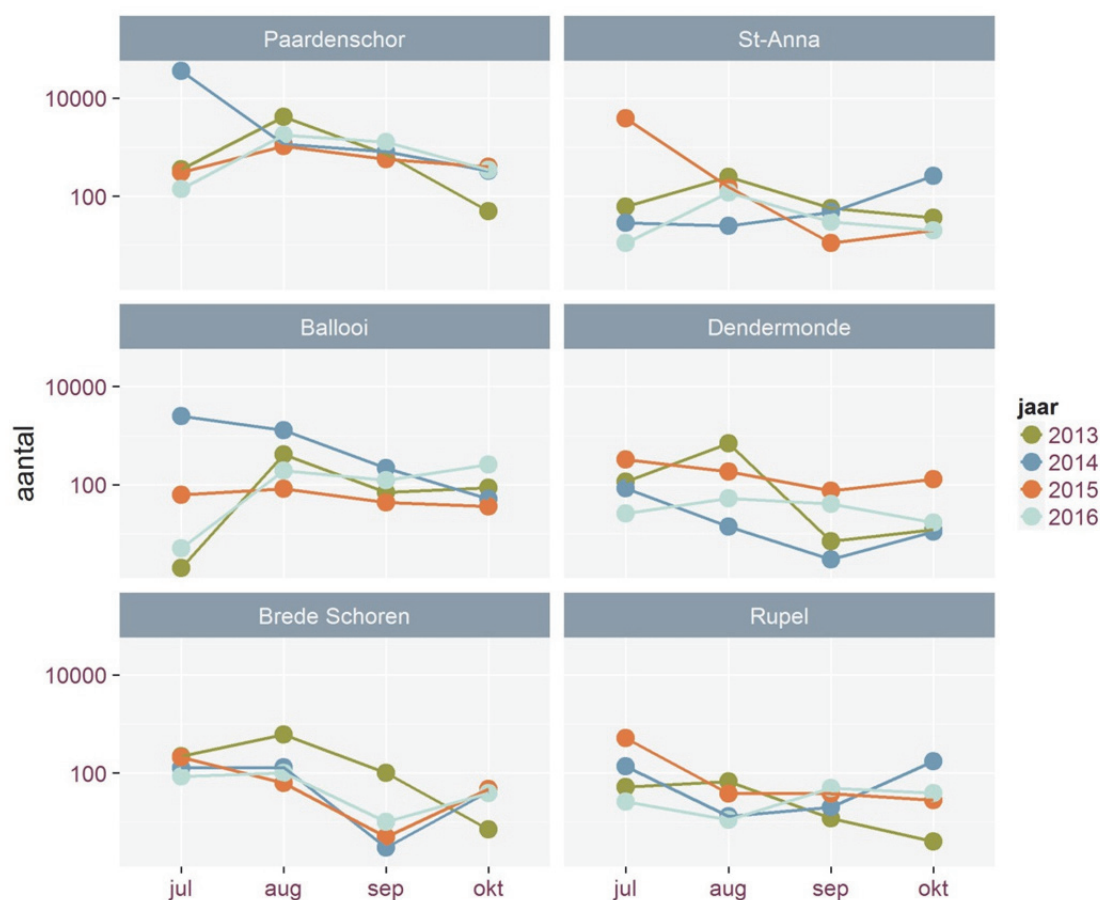 Paardenschor
St-Anna
10000
100
Ballooi
Dendermonde
10000
100
aantal
jaar
2013
2014
2015
2016
Brede Schoren
Rupel
10000
100
jul aug sep okt
jul aug sep okt